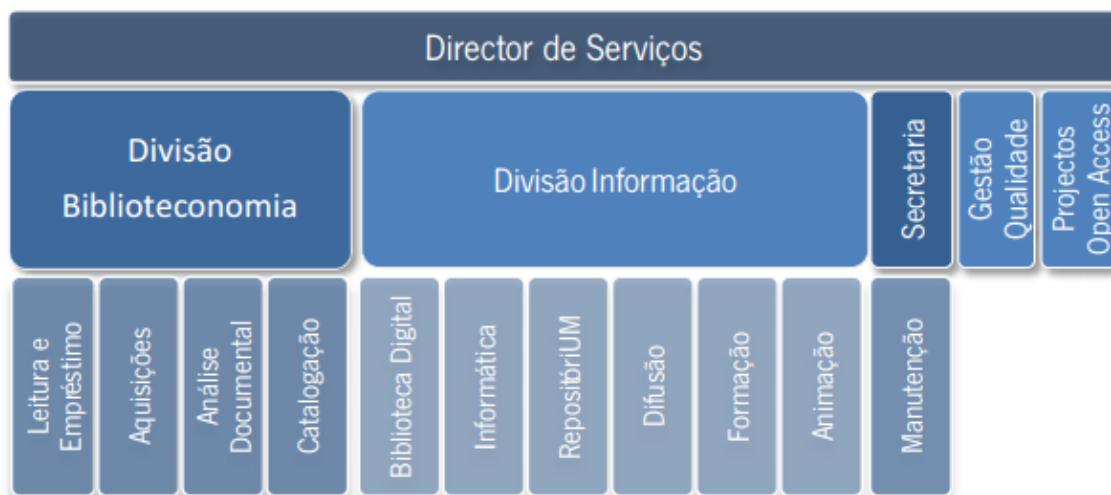 Director de Serviços
Divisão
Biblioteconomia
Divisão Informação
Secretaria
Gestão
Qualidade
Projectos
Open Access
Leitura e
Empréstimo
Aquisições
Análise
Documental
Catalogação
Biblioteca Digital
Informática
RepositóriUM
Difusão
Formação
Animação
Manutenção